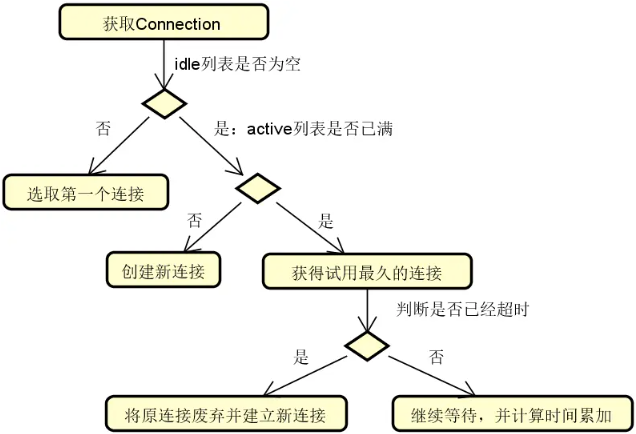 获取Connection
idle列表是否为空
否
是：active列表是否已满
选取第一个连接
否
是
创建新连接
获得试用最久的连接
判断是否已经超时
是
否
将原连接废弃并建立新连接
继续等待，并计算时间累加